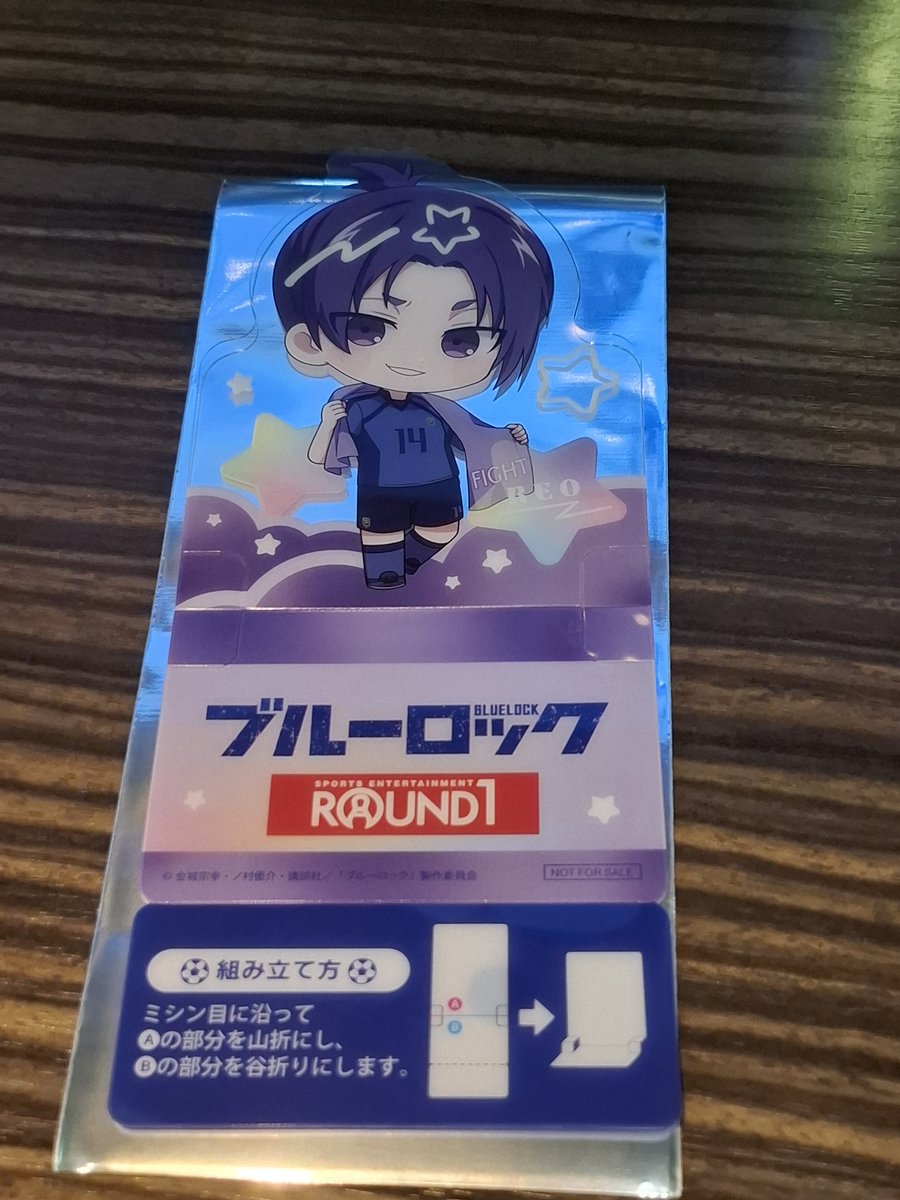 14
FIGHT
REO
14
ブルーロック
BLUELOCK
SPORTS ENTERTAINMENT
ROUND1
© 金城宗幸・ノ村優介・講談社／「ブルーロック」製作委員会
NOT FOR SALE
組み立て方
ミシン目に沿って
Aの部分を山折にし、
Bの部分を谷折りにします。
A
B